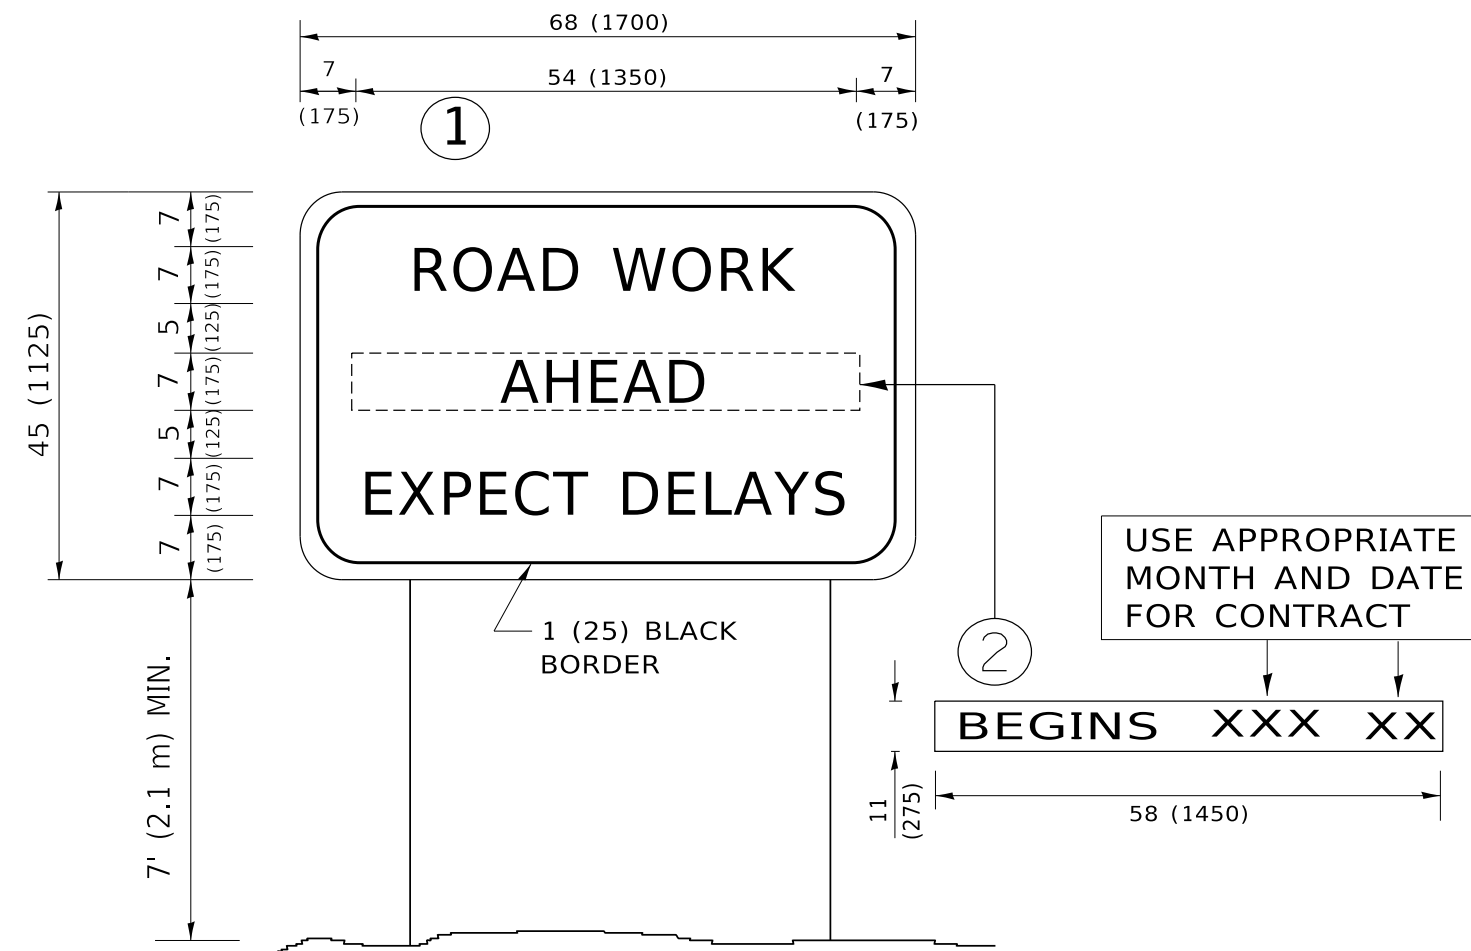 68 (1700)
7
54 (1350)
7
(175)
(175)
1
7
(175)
7
(175)
5
(125)
7
(175)
5
(125)
7
(175)
7
(175)
45 (1125)
ROAD WORK
AHEAD
EXPECT DELAYS
1 (25) BLACK
BORDER
7' (2.1 m) MIN.
2
USE APPROPRIATE
MONTH AND DATE
FOR CONTRACT
BEGINS XXX XX
11
(275)
58 (1450)